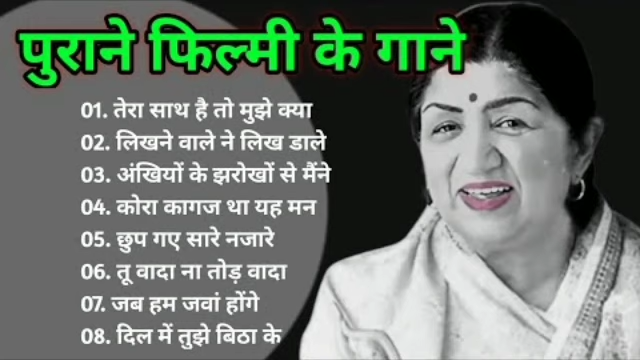 पुराने फिल्मी के गाने
01. तेरा साथ है तो मुझे क्या
02. लिखने वाले ने लिख डाले
03. अंखियों के झरोखों से मैंने
04. कोरा कागज था यह मन
05. छुप गए सारे नजारे
06. तू वादा ना तोड़ वादा
07. जब हम जवां होंगे
08. दिल में तुझे बिठा के